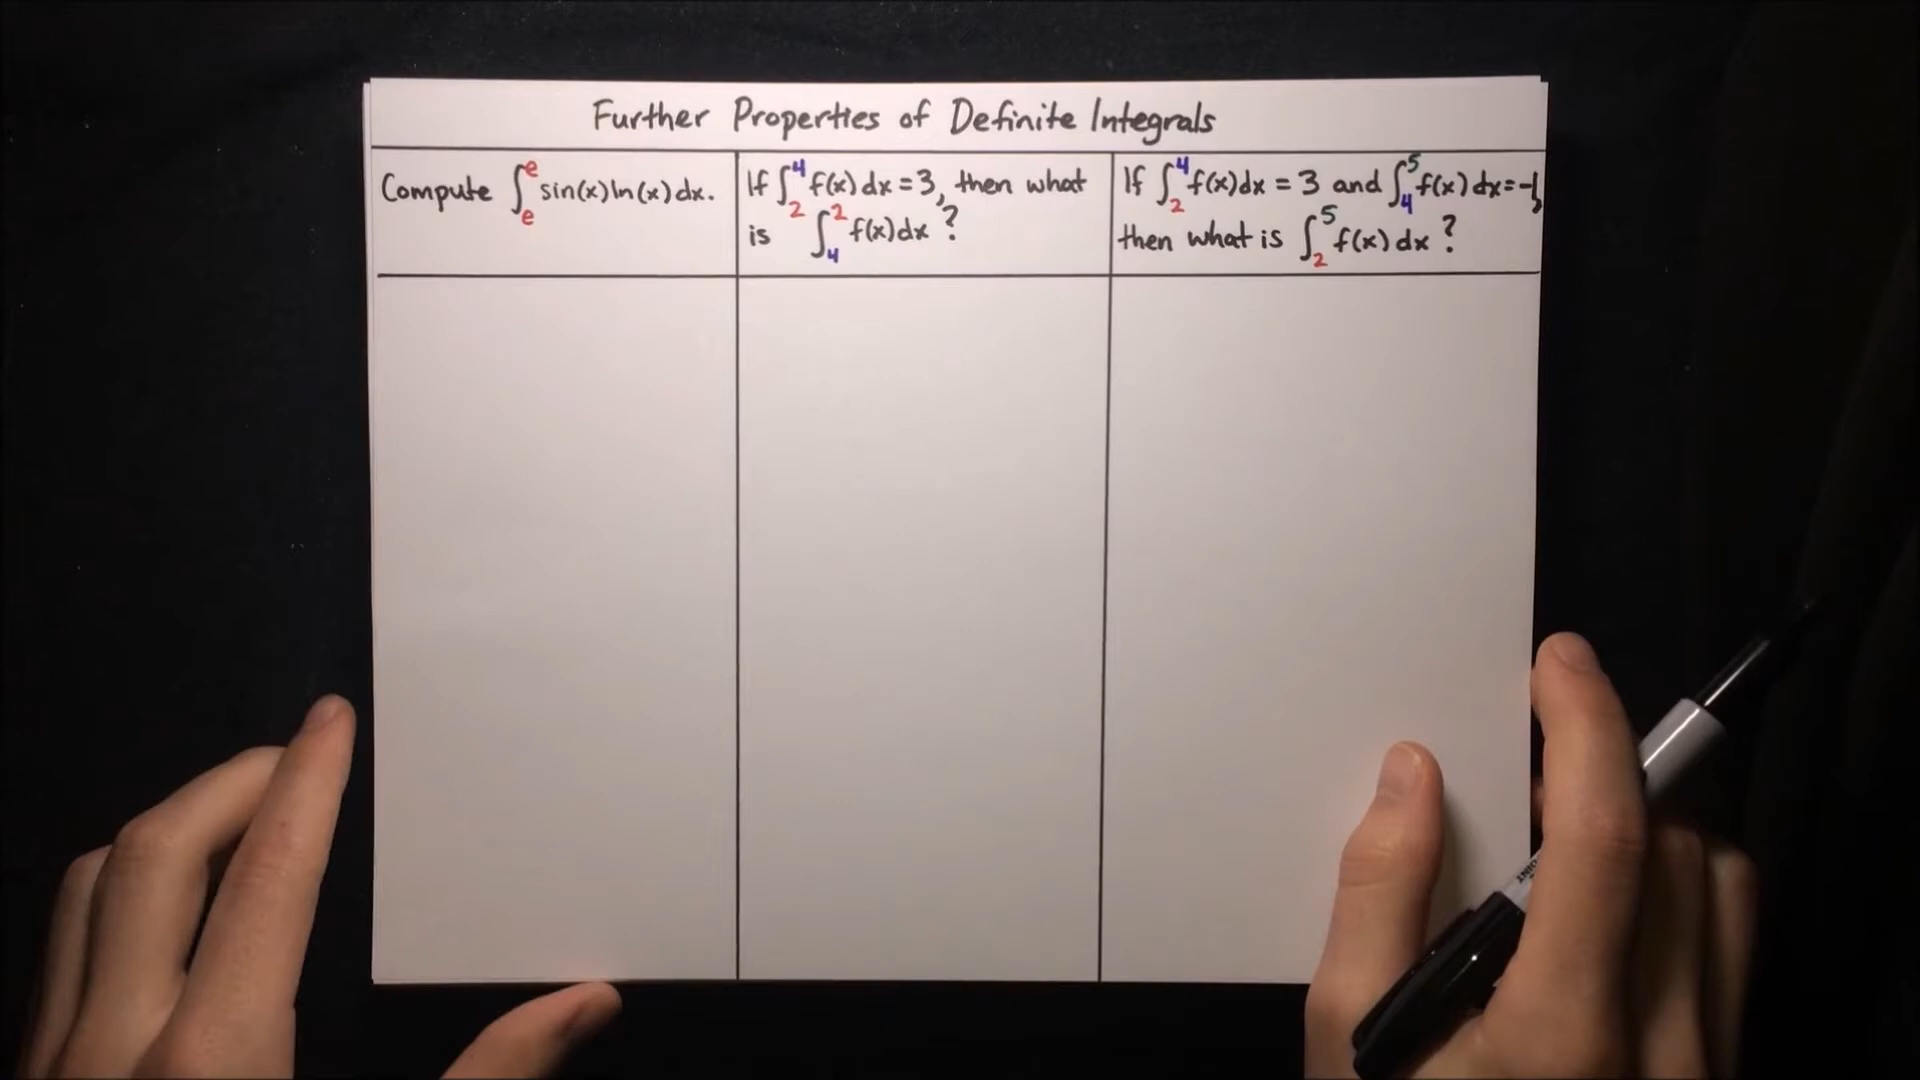 Further Properties of Definite Integrals
Compute ∫_e^e sin(x)ln(x)dx.
If ∫_2^4 f(x)dx=3, then what
is ∫_4^2 f(x)dx?
If ∫_2^4 f(x)dx = 3 and ∫_4^5 f(x)dx=-1,
then what is ∫_2^5 f(x)dx?